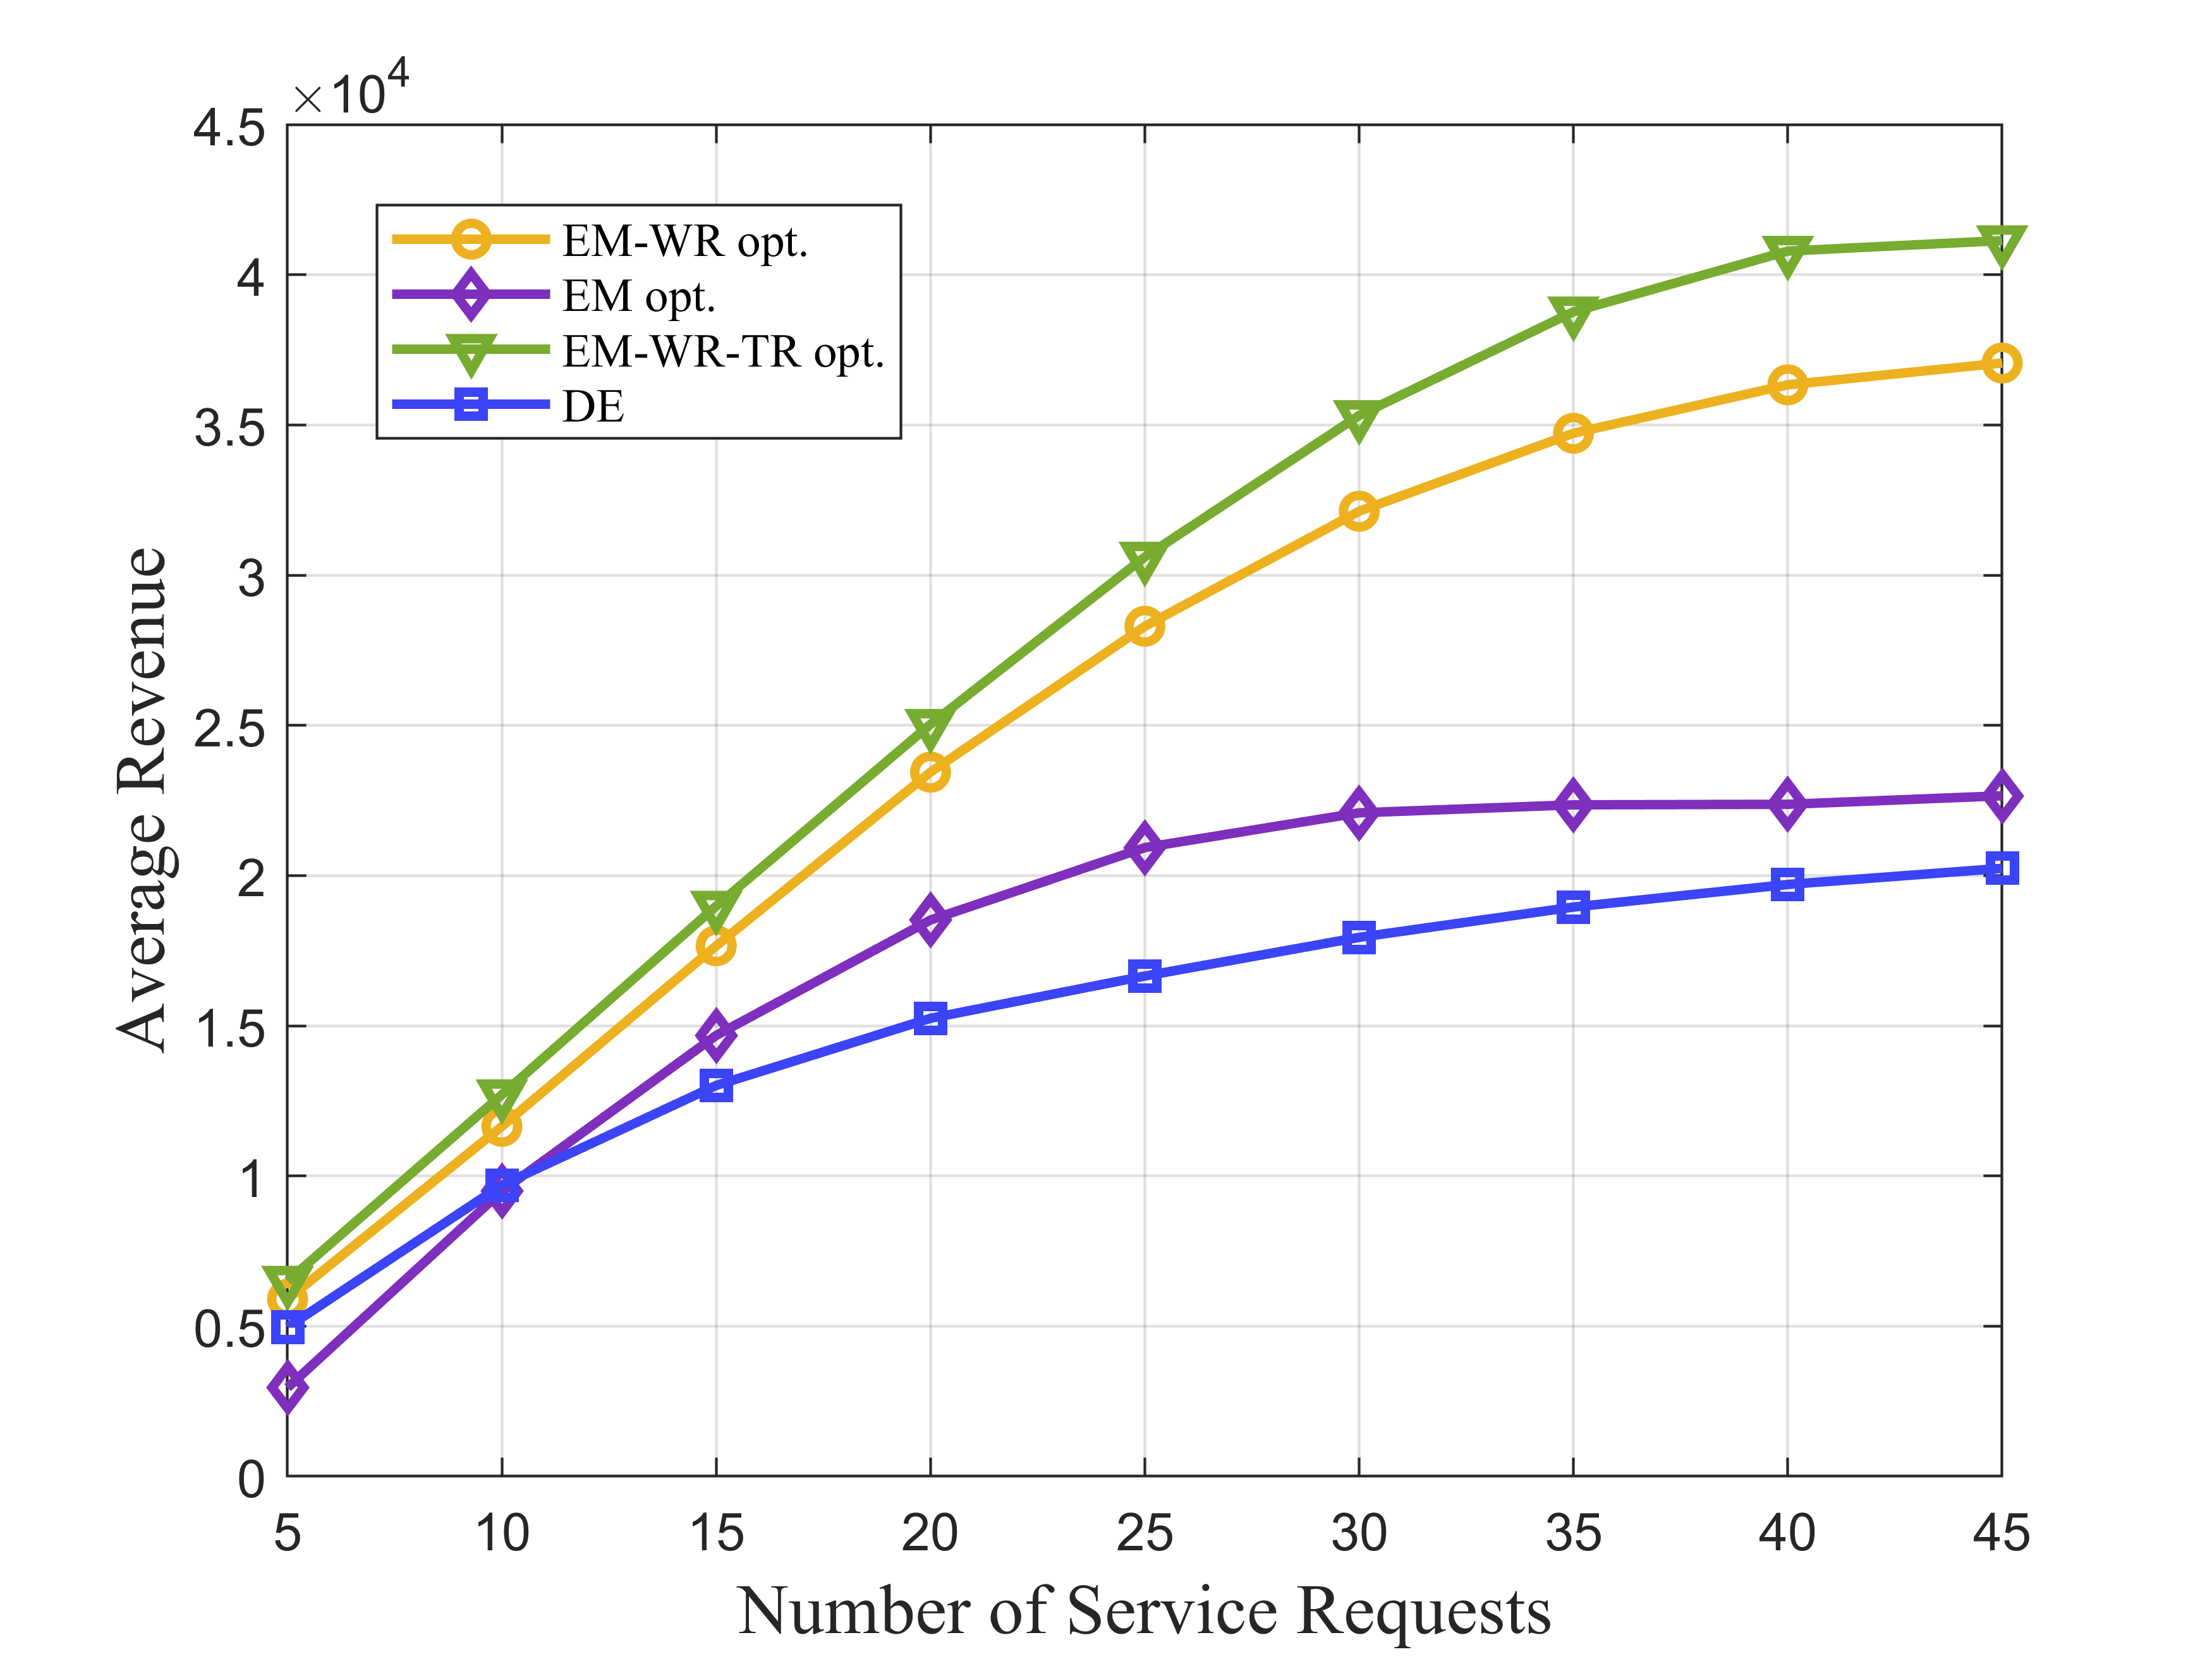 ×10⁴
4.5
4
3.5
3
2.5
2
1.5
1
0.5
0
Average Revenue
EM-WR opt.
EM opt.
EM-WR-TR opt.
DE
5 10 15 20 25 30 35 40 45
Number of Service Requests